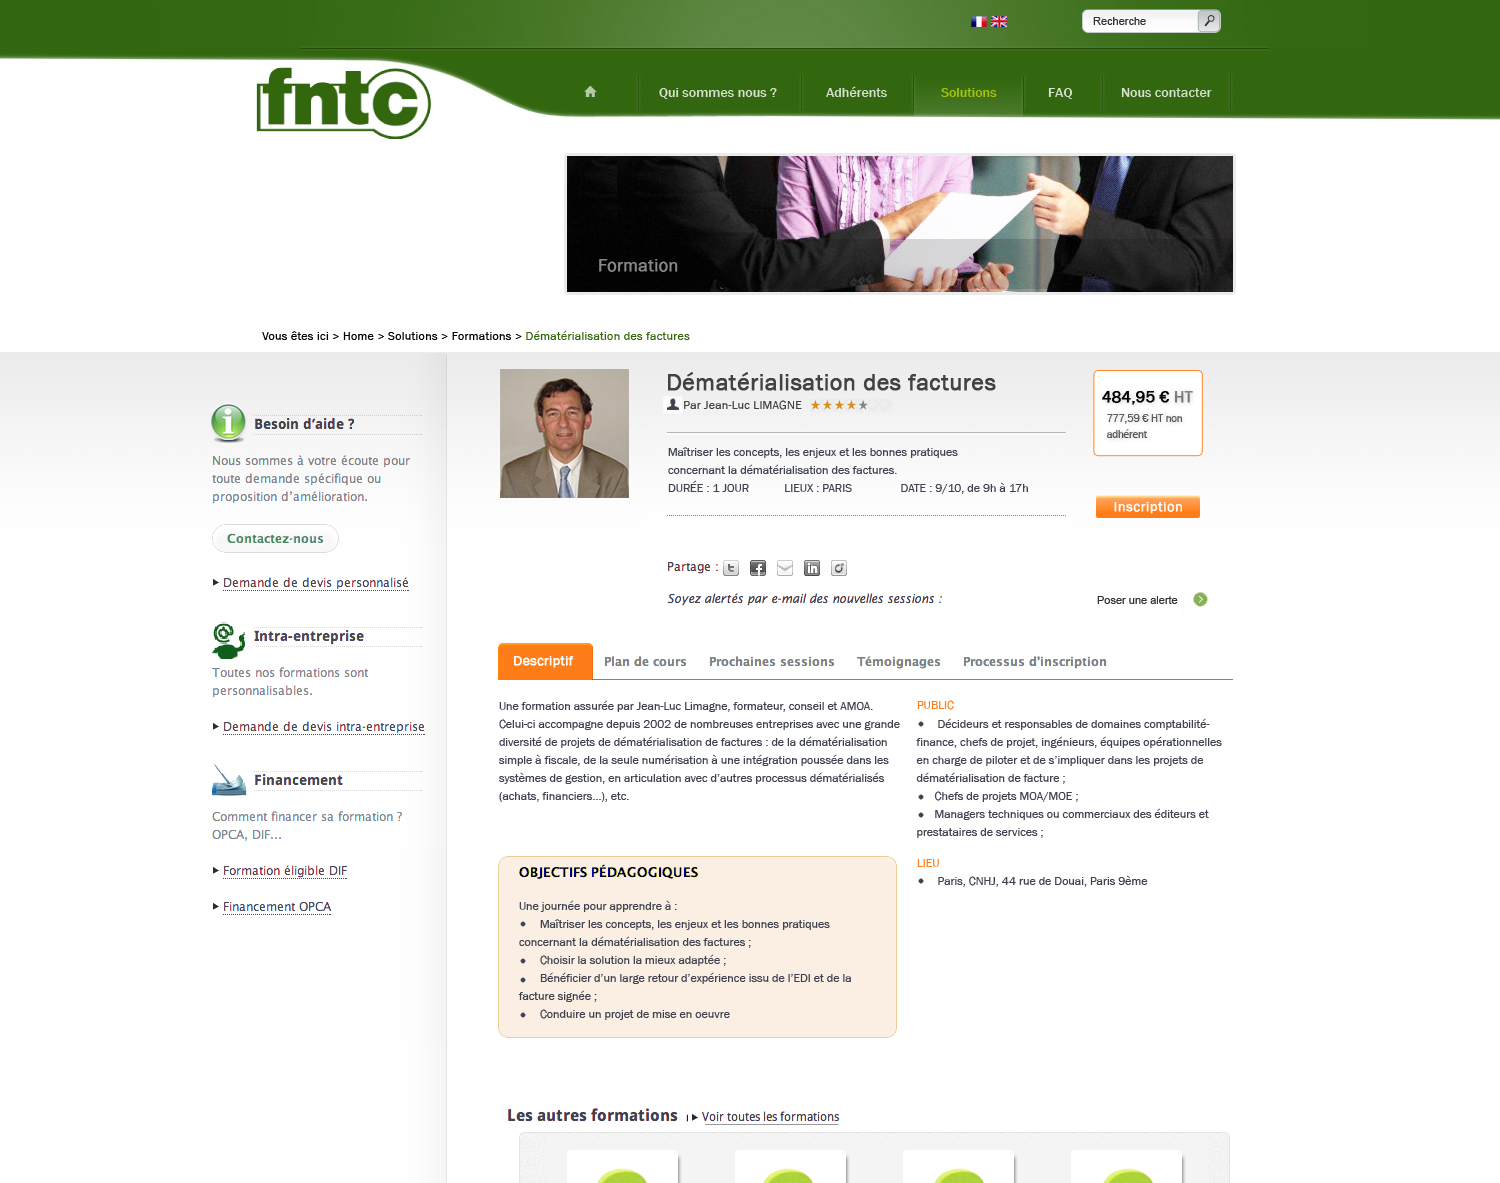 Recherche
fntc
Qui sommes nous ?
Adhérents
Solutions
FAQ
Nous contacter
Formation
Vous êtes ici > Home > Solutions > Formations > Dématérialisation des factures
Besoin d'aide ?
Nous sommes à votre écoute pour
toute demande spécifique ou
proposition d'amélioration.
Contactez-nous
Demande de devis personnalisé
Intra-entreprise
Toutes nos formations sont
personnalisables.
Demande de devis intra-entreprise
Financement
Comment financer sa formation ?
OPCA, DIF...
Formation éligible DIF
Financement OPCA
Dématérialisation des factures
Par Jean-Luc LIMAGNE
Maîtriser les concepts, les enjeux et les bonnes pratiques
concernant la dématérialisation des factures.
DURÉE : 1 JOUR LIEUX : PARIS DATE : 9/10, de 9h à 17h
484,95 € HT
777,59 € HT non
adhérent
Inscription
Partage :
Soyez alertés par e-mail des nouvelles sessions :
Poser une alerte
Descriptif
Plan de cours
Prochaines sessions
Témoignages
Processus d'inscription
Une formation assurée par Jean-Luc Limagne, formateur, conseil et AMOA.
Celui-ci accompagne depuis 2002 de nombreuses entreprises avec une grande
diversité de projets de dématérialisation de factures : de la dématérialisation
simple à fiscale, de la seule numérisation à une intégration poussée dans les
systèmes de gestion, en articulation avec d'autres processus dématérialisés
(achats, financiers...), etc.
OBJECTIFS PÉDAGOGIQUES
Une journée pour apprendre à :
• Maîtriser les concepts, les enjeux et les bonnes pratiques
concernant la dématérialisation des factures ;
• Choisir la solution la mieux adaptée ;
• Bénéficier d'un large retour d'expérience issu de l'EDI et de la
facture signée ;
• Conduire un projet de mise en oeuvre
PUBLIC
• Décideurs et responsables de domaines comptabilité-
finance, chefs de projet, ingénieurs, équipes opérationnelles
en charge de piloter et de s'impliquer dans les projets de
dématérialisation de facture ;
• Chefs de projets MOA/MOE ;
• Managers techniques ou commerciaux des éditeurs et
prestataires de services ;
LIEU
• Paris, CNHJ, 44 rue de Douai, Paris 9ème
Les autres formations
Voir toutes les formations